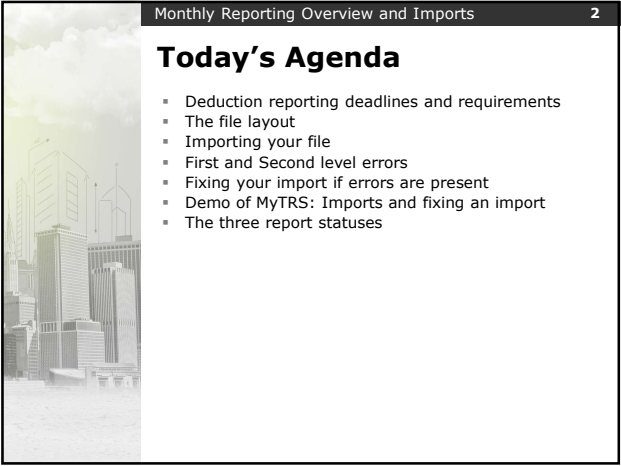 Monthly Reporting Overview and Imports 2
Today's Agenda
▪ Deduction reporting deadlines and requirements
▪ The file layout
▪ Importing your file
▪ First and Second level errors
▪ Fixing your import if errors are present
▪ Demo of MyTRS: Imports and fixing an import
▪ The three report statuses